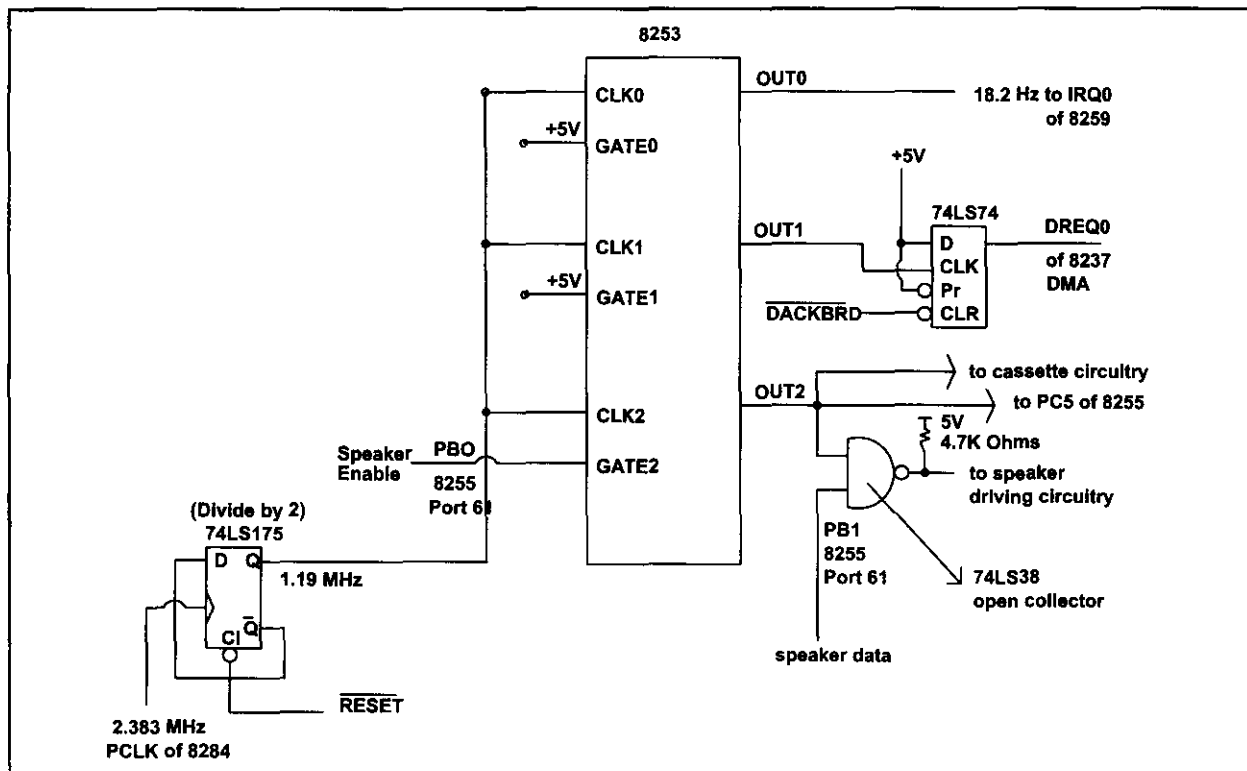 8253
OUT0
CLK0
18.2 Hz to IRQ0
of 8259
+5V
GATE0
+5V
74LS74
CLK1
OUT1
D
DREQ0
CLK
of 8237
DMA
+5V
GATE1
Pr
DACKBRD
CLR
to cassette circuitry
OUT2
to PC5 of 8255
CLK2
5V
4.7K Ohms
Speaker
Enable
PBO
GATE2
8255
Port 61
to speaker
driving circuitry
(Divide by 2)
74LS175
D Q
1.19 MHz
PB1
8255
Port 61
74LS38
open collector
Q
Cl
speaker data
RESET
2.383 MHz
PCLK of 8284